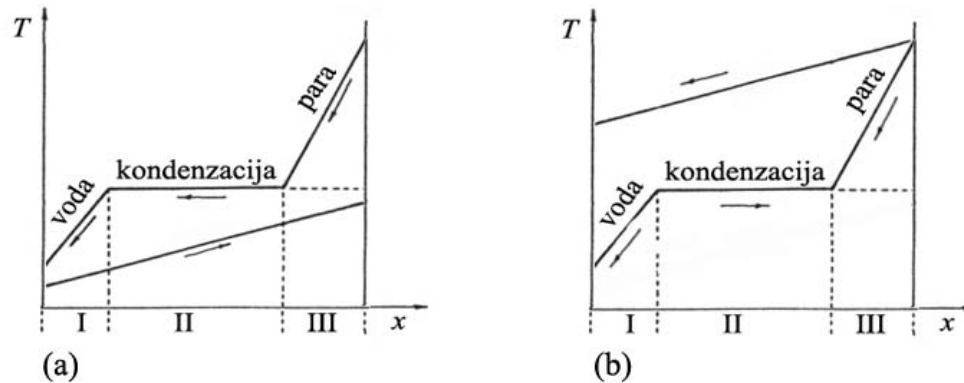 T
para
kondenzacija
voda
I II III x
(a)
T
para
kondenzacija
voda
I II III x
(b)